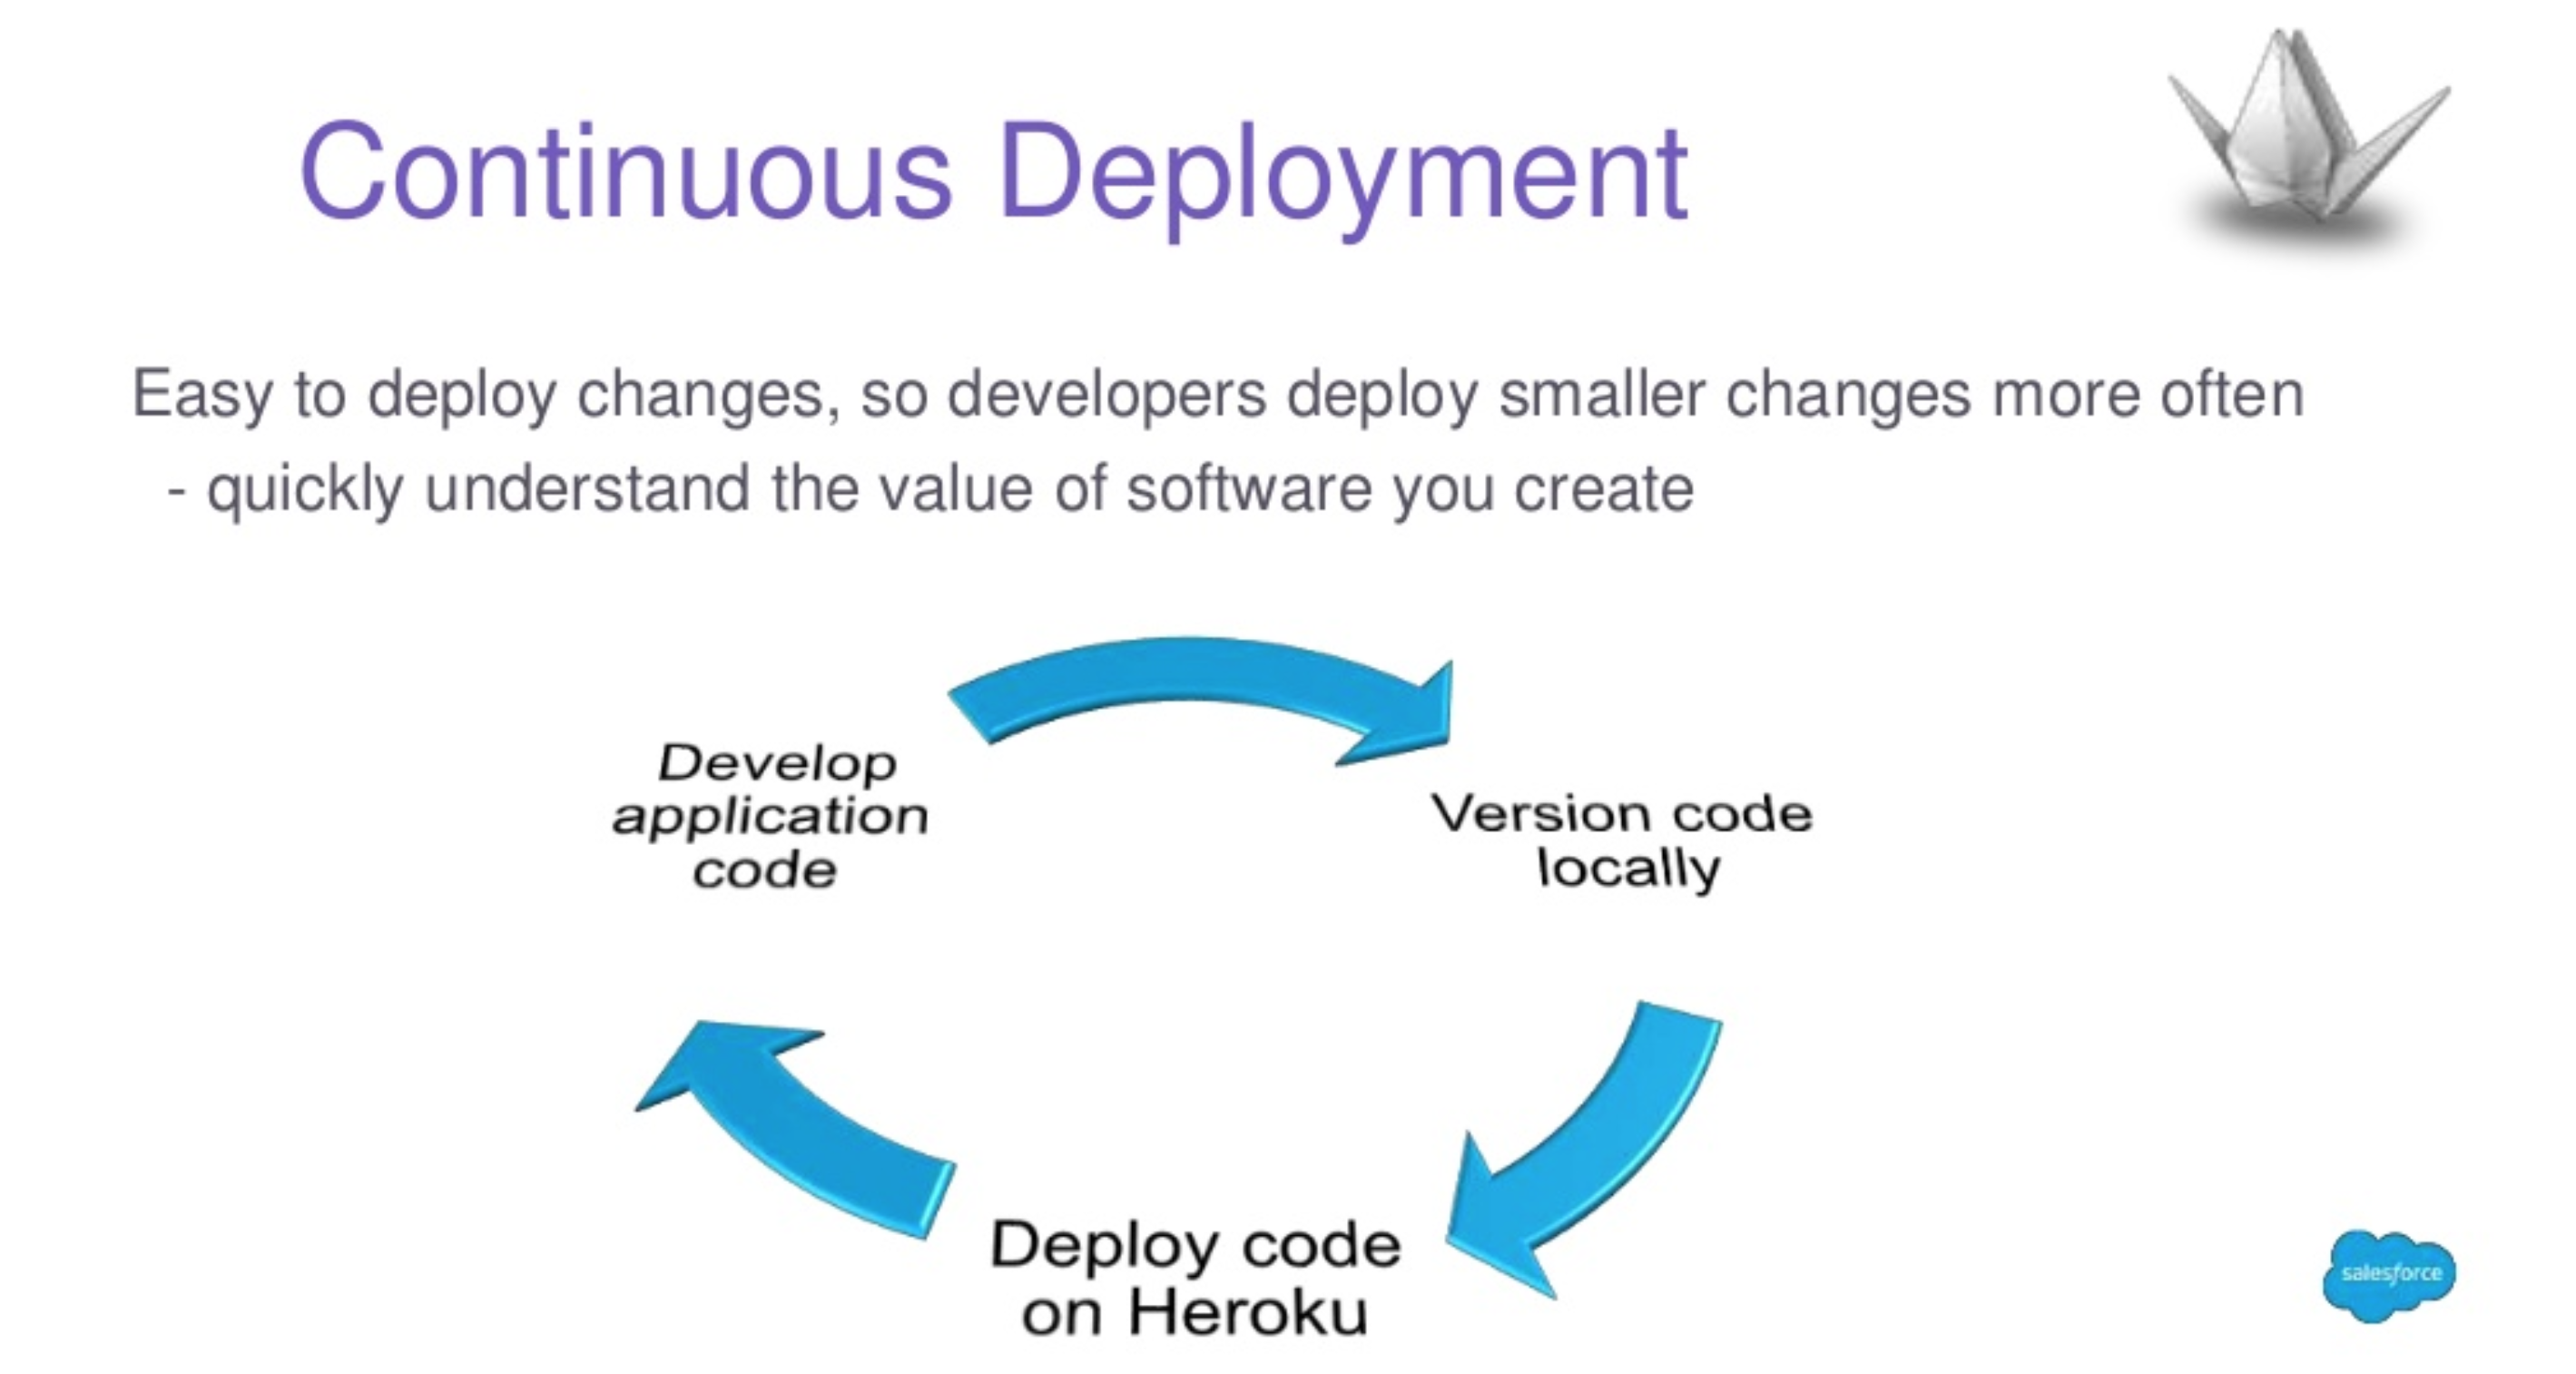 Continuous Deployment
Easy to deploy changes, so developers deploy smaller changes more often
- quickly understand the value of software you create
Develop
application
code
Version code
locally
Deploy code
on Heroku
salesforce